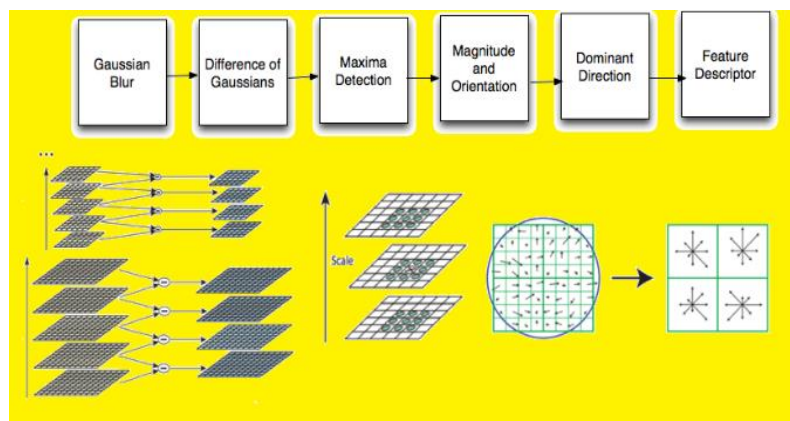 Gaussian
Blur
Difference of
Gaussians
Maxima
Detection
Magnitude
and
Orientation
Dominant
Direction
Feature
Descriptor
...
Scale